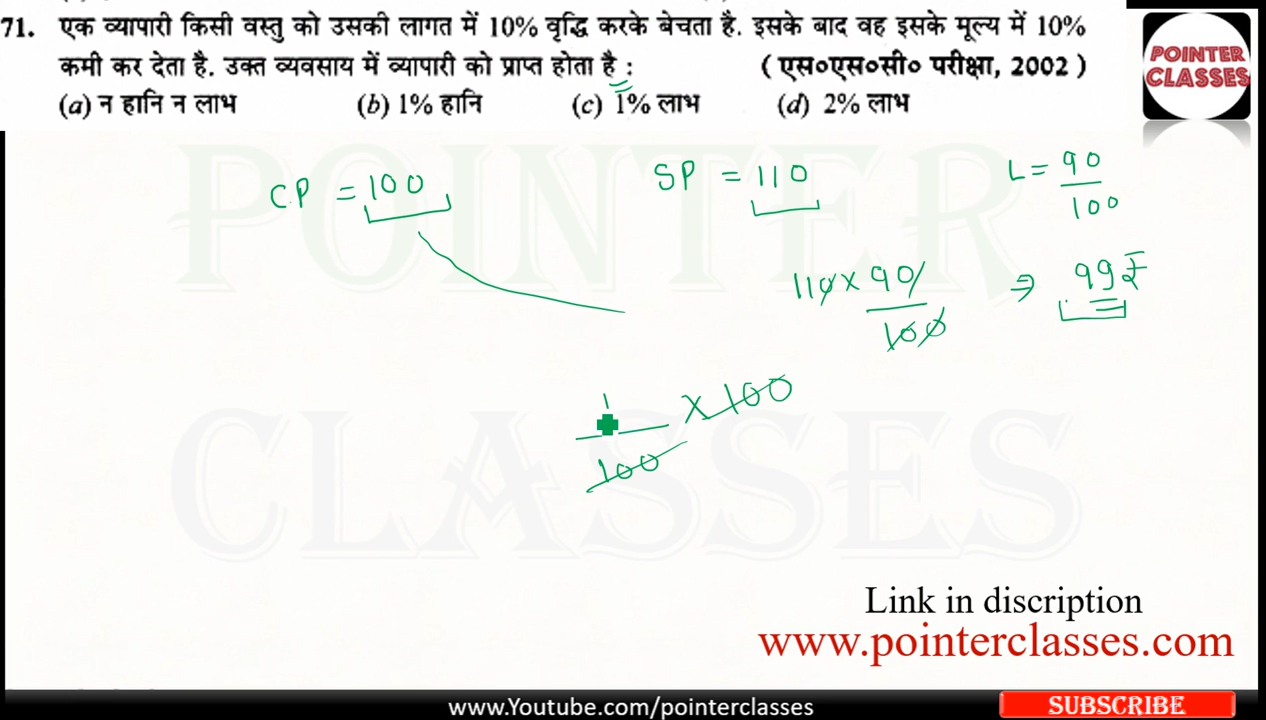 71. एक व्यापारी किसी वस्तु को उसकी लागत में 10% वृद्धि करके बेचता है. इसके बाद वह इसके मूल्य में 10%
कमी कर देता है. उक्त व्यवसाय में व्यापारी को प्राप्त होता है : ( एस०एस०सी० परीक्षा, 2002 )
(a) न हानि न लाभ (b) 1% हानि (c) 1% लाभ (d) 2% लाभ
POINTER
CLASSES
POINTER
CLASSES
CP = 100 SP = 110 L = 90/100
110 × 90/100 ⇒ 99₹
1/100 × 100
Link in discription
www.pointerclasses.com
www.Youtube.com/pointerclasses SUBSCRIBE